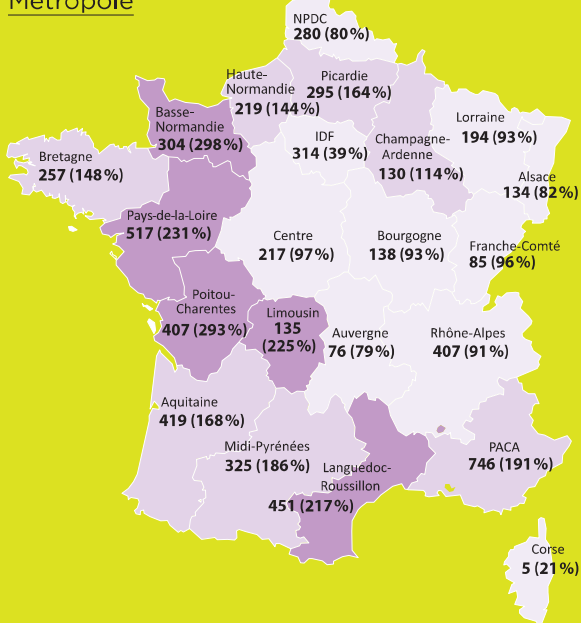 Métropole
NPDC
280 (80%)
Haute-
Normandie
219 (144%)
Picardie
295 (164%)
Basse-
Normandie
304 (298%)
IDF
314 (39%)
Champagne-
Ardenne
130 (114%)
Lorraine
194 (93%)
Alsace
134 (82%)
Bretagne
257 (148%)
Pays-de-la-Loire
517 (231%)
Centre
217 (97%)
Bourgogne
138 (93%)
Franche-Comté
85 (96%)
Poitou-
Charentes
407 (293%)
Limousin
135
(225%)
Auvergne
76 (79%)
Rhône-Alpes
407 (91%)
Aquitaine
419 (168%)
Midi-Pyrénées
325 (186%)
Languedoc-
Roussillon
451 (217%)
PACA
746 (191%)
Corse
5 (21%)